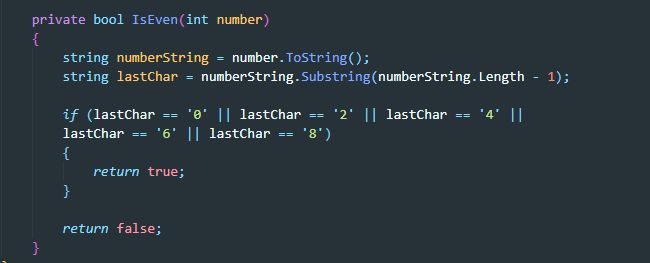 private bool IsEven(int number)
{
    string numberString = number.ToString();
    string lastChar = numberString.Substring(numberString.Length - 1);

    if (lastChar == '0' || lastChar == '2' || lastChar == '4' ||
    lastChar == '6' || lastChar == '8')
    {
        return true;
    }

    return false;
}